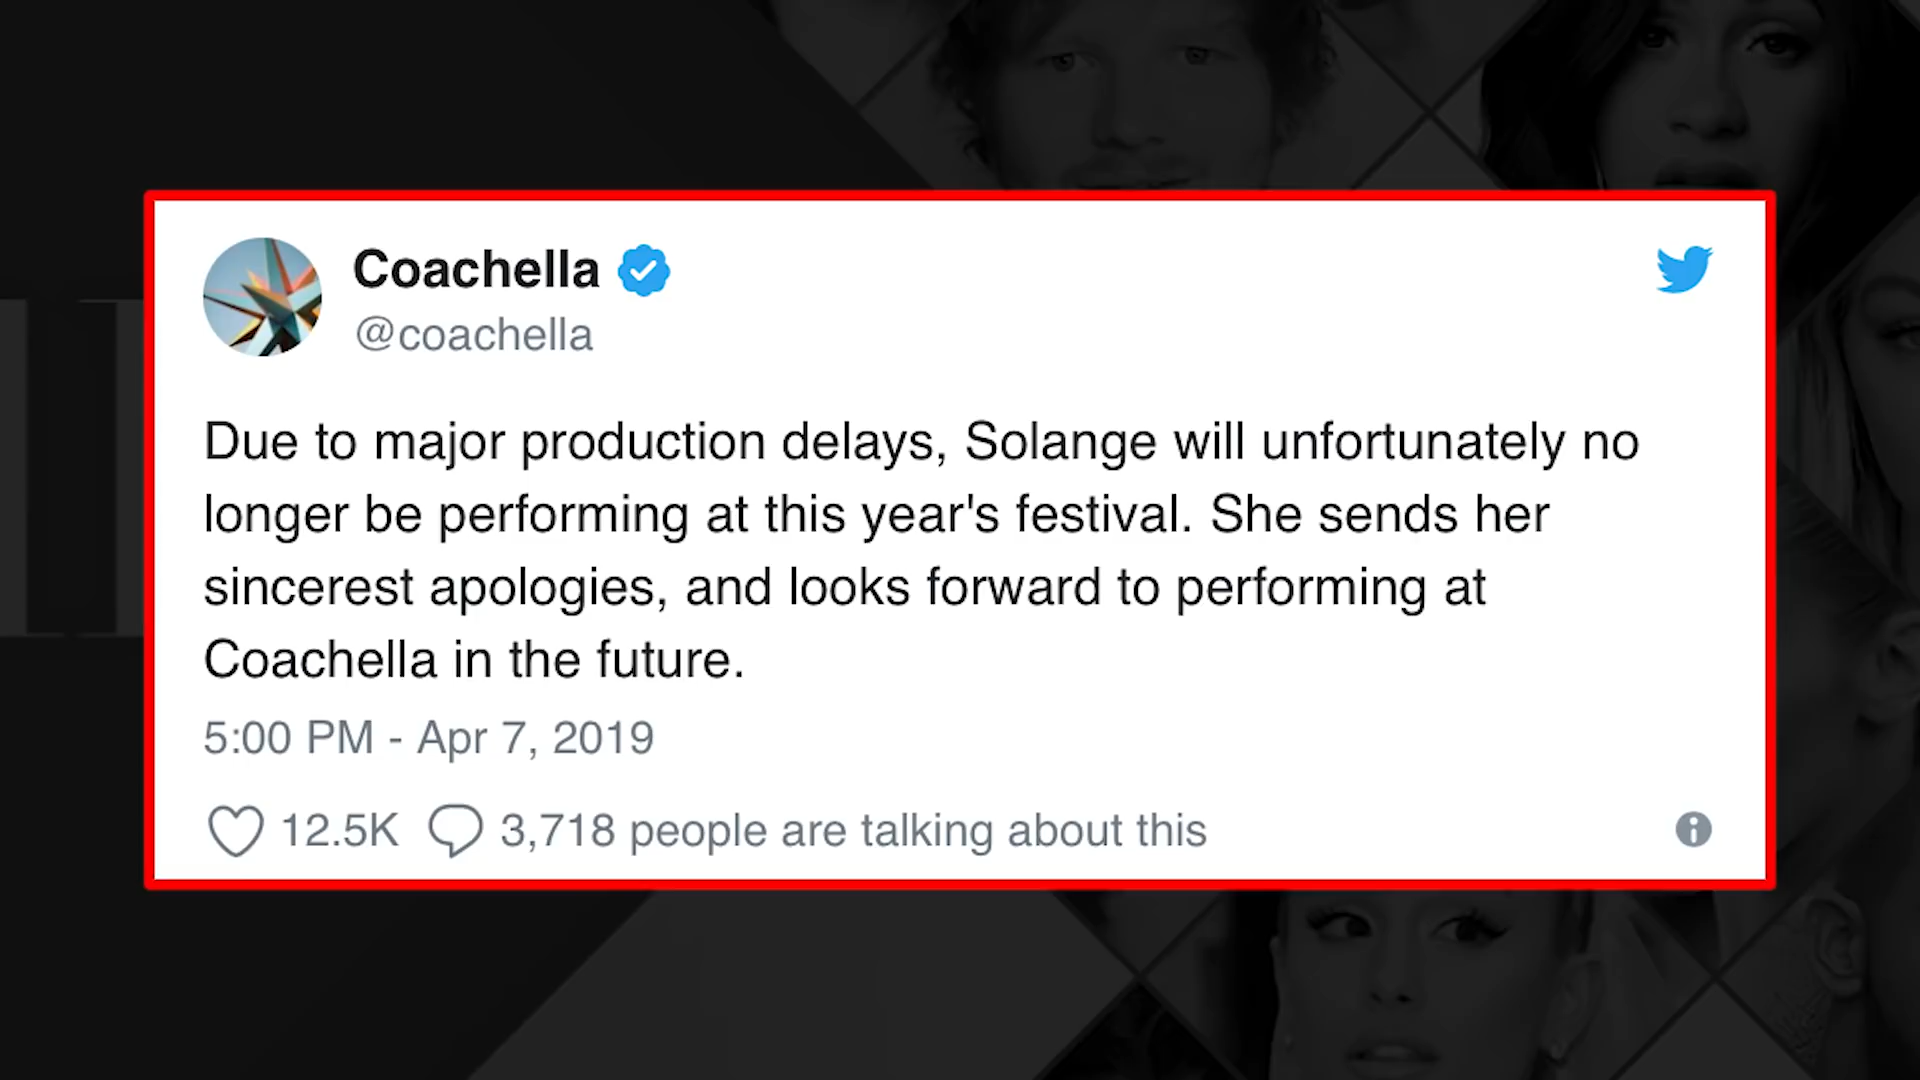 Coachella
@coachella
Due to major production delays, Solange will unfortunately no
longer be performing at this year's festival. She sends her
sincerest apologies, and looks forward to performing at
Coachella in the future.
5:00 PM - Apr 7, 2019
12.5K 3,718 people are talking about this